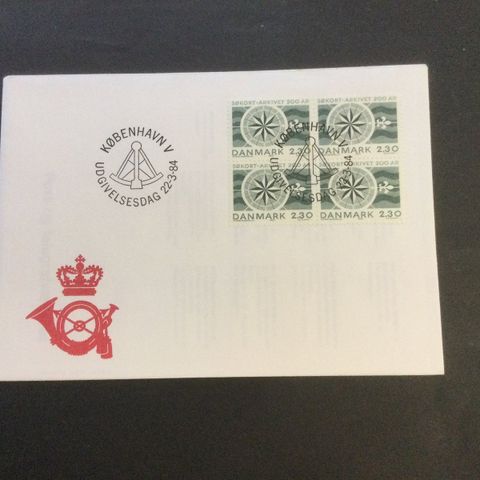 KØBENHAVN V
UDGIVELSESDAG 22-3-84
SØKORT-ARKIVET 200 ÅR
DANMARK 2.30
SØKORT-ARKIVET 200 ÅR
DANMARK 2.30
SØKORT-ARKIVET 200 ÅR
DANMARK 2.30
SØKORT-ARKIVET 200 ÅR
DANMARK 2.30
KØBENHAVN V
UDGIVELSESDAG 22-3-84